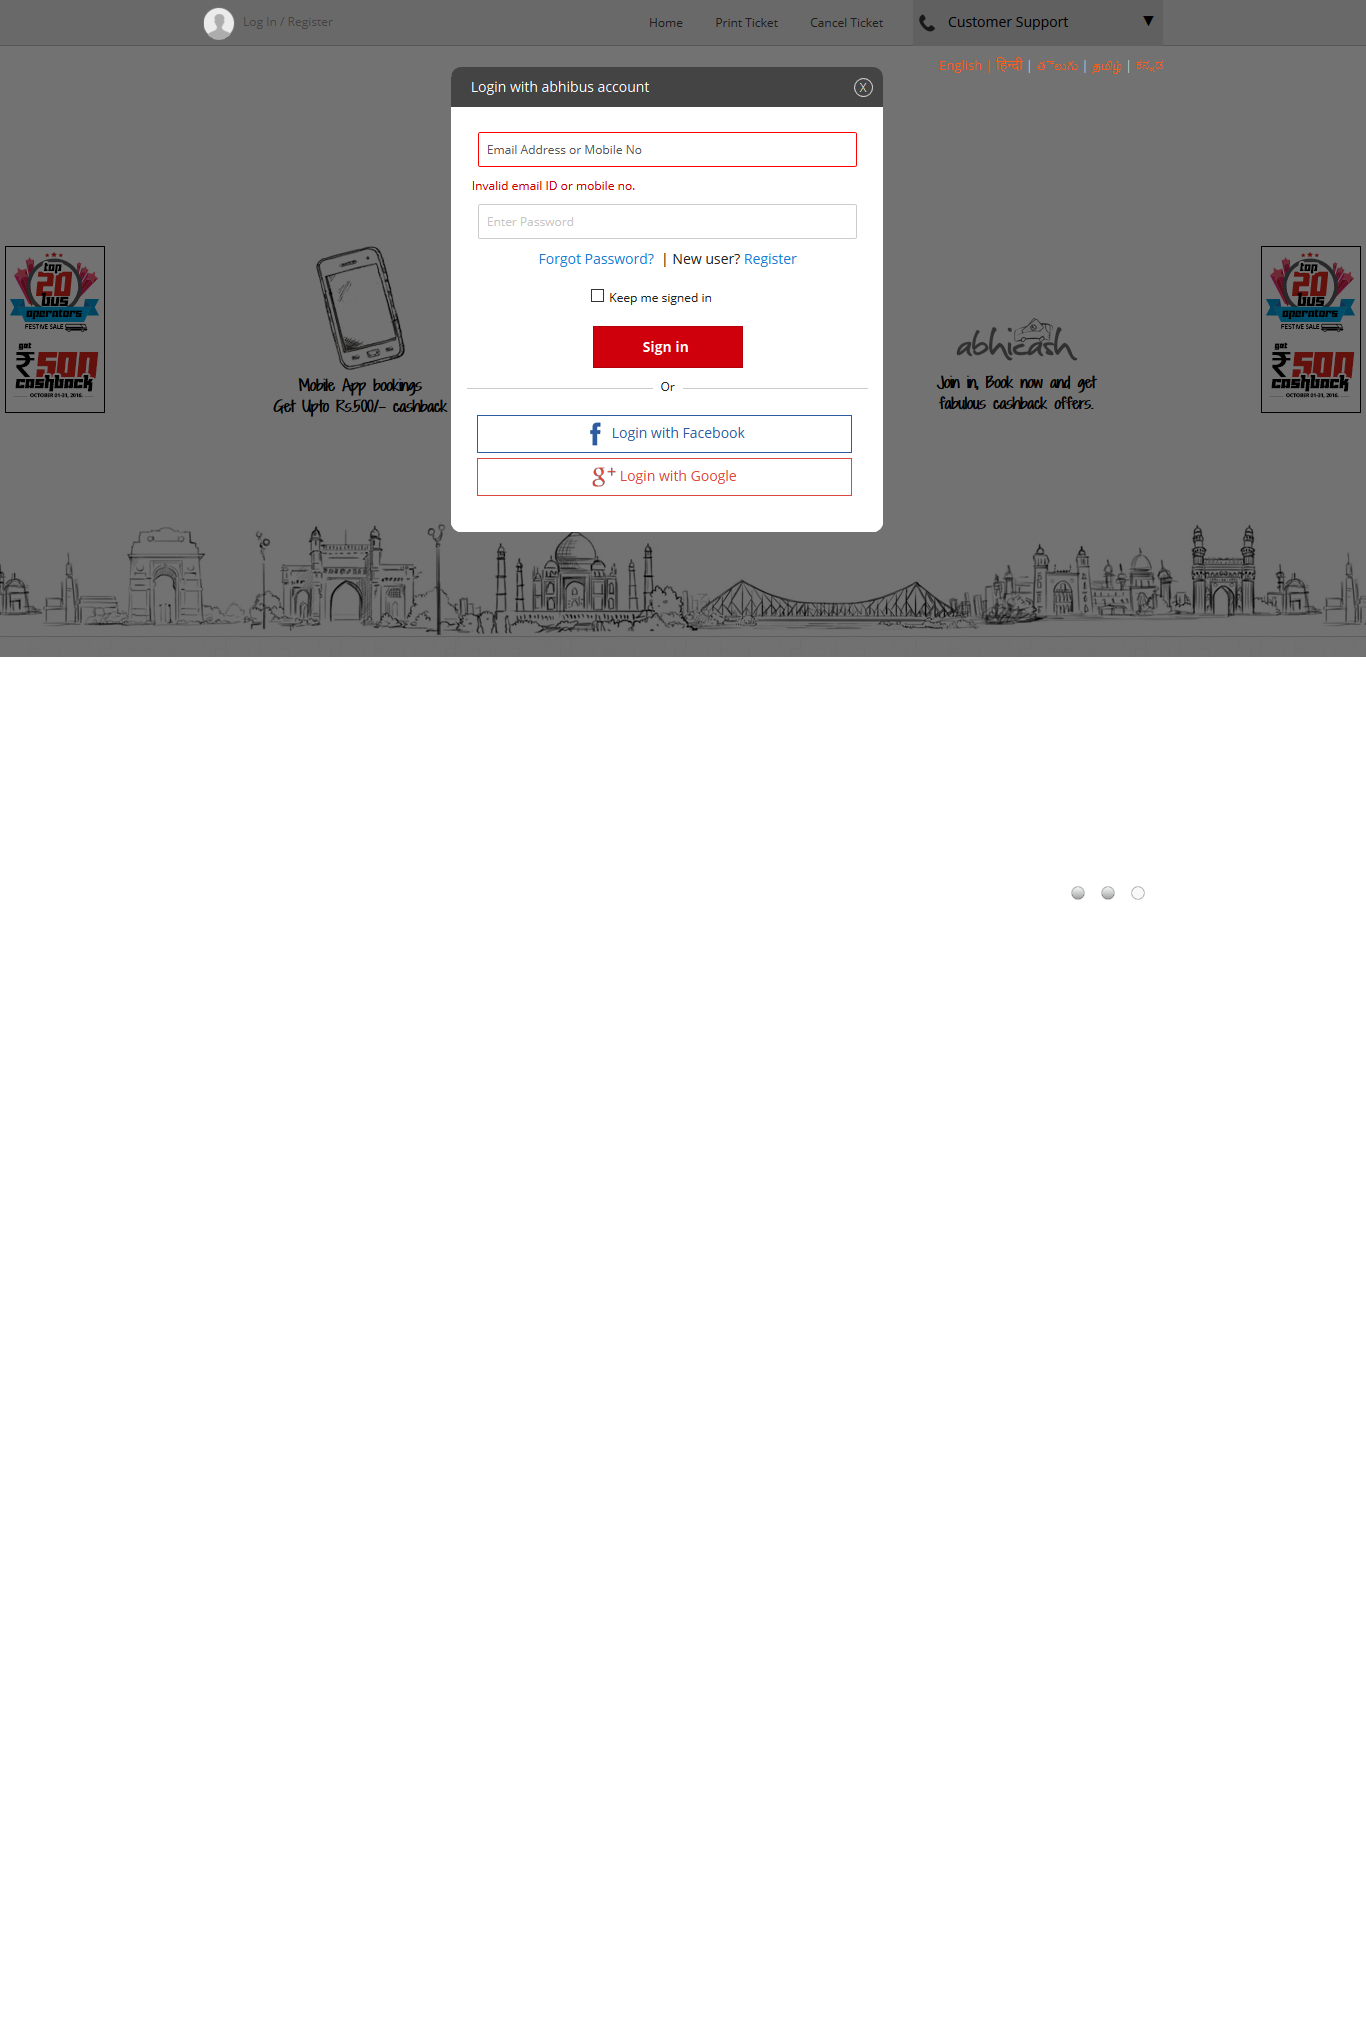 Log In / Register
Home
Print Ticket
Cancel Ticket
Customer Support
English | हिन्दी | | தமிழ் | ಕನ್ನಡ
Login with abhibus account
X
Email Address or Mobile No
Invalid email ID or mobile no.
Enter Password
Forgot Password? | New user? Register
Keep me signed in
Sign in
Or
f Login with Facebook
g+ Login with Google
top
20
bus
operators
FESTIVE SALE
get
₹500
cashback
OCTOBER 01-31, 2016.
Mobile App bookings
Get Upto Rs.500/- cashback
abhicash
Join in, Book now and get
fabulous cashback offers.
top
20
bus
operators
FESTIVE SALE
get
₹500
cashback
OCTOBER 01-31, 2016.